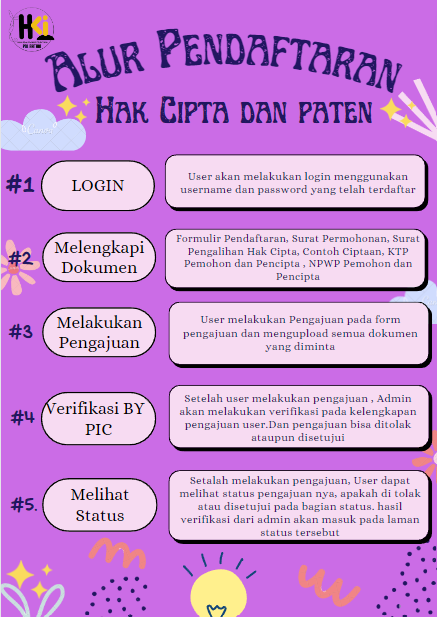 HKI
ALUR PENDAFTARAN
HAK CIPTA DAN PATEN
Canva
#1
LOGIN
User akan melakukan login menggunakan
username dan password yang telah terdaftar
#2
Melengkapi
Dokumen
Formulir Pendaftaran, Surat Permohonan, Surat
Pengalihan Hak Cipta, Contoh Ciptaan, KTP
Pemohon dan Pencipta , NPWP Pemohon dan
Pencipta
#3
Melakukan
Pengajuan
User melakukan Pengajuan pada form
pengajuan dan mengupload semua dokumen
yang diminta
#4
Verifikasi BY
PIC
Setelah user melakukan pengajuan , Admin
akan melakukan verifikasi pada kelengkapan
pengajuan user.Dan pengajuan bisa ditolak
ataupun disetujui
#5.
Melihat
Status
Setalah melakukan pengajuan, User dapat
melihat status pengajuan nya, apakah di tolak
atau disetujui pada bagian status. hasil
verifikasi dari admin akan masuk pada laman
status tersebut